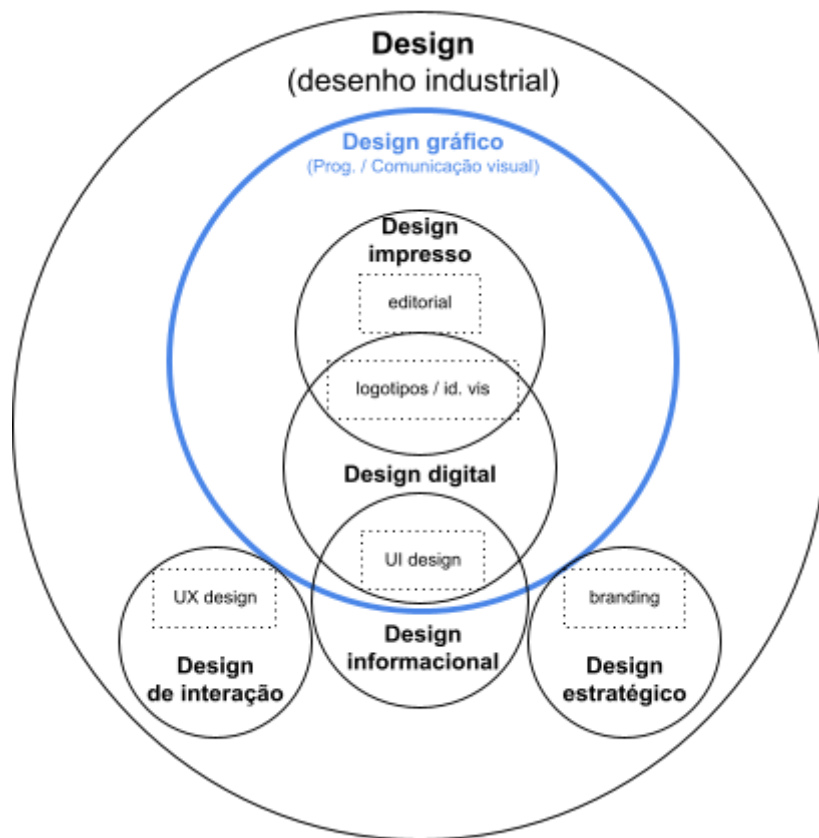 Design
(desenho industrial)
Design gráfico
(Prog. / Comunicação visual)
Design
impresso
editorial
logotipos / id. vis
Design digital
UI design
UX design
branding
Design
informacional
Design
de interação
Design
estratégico